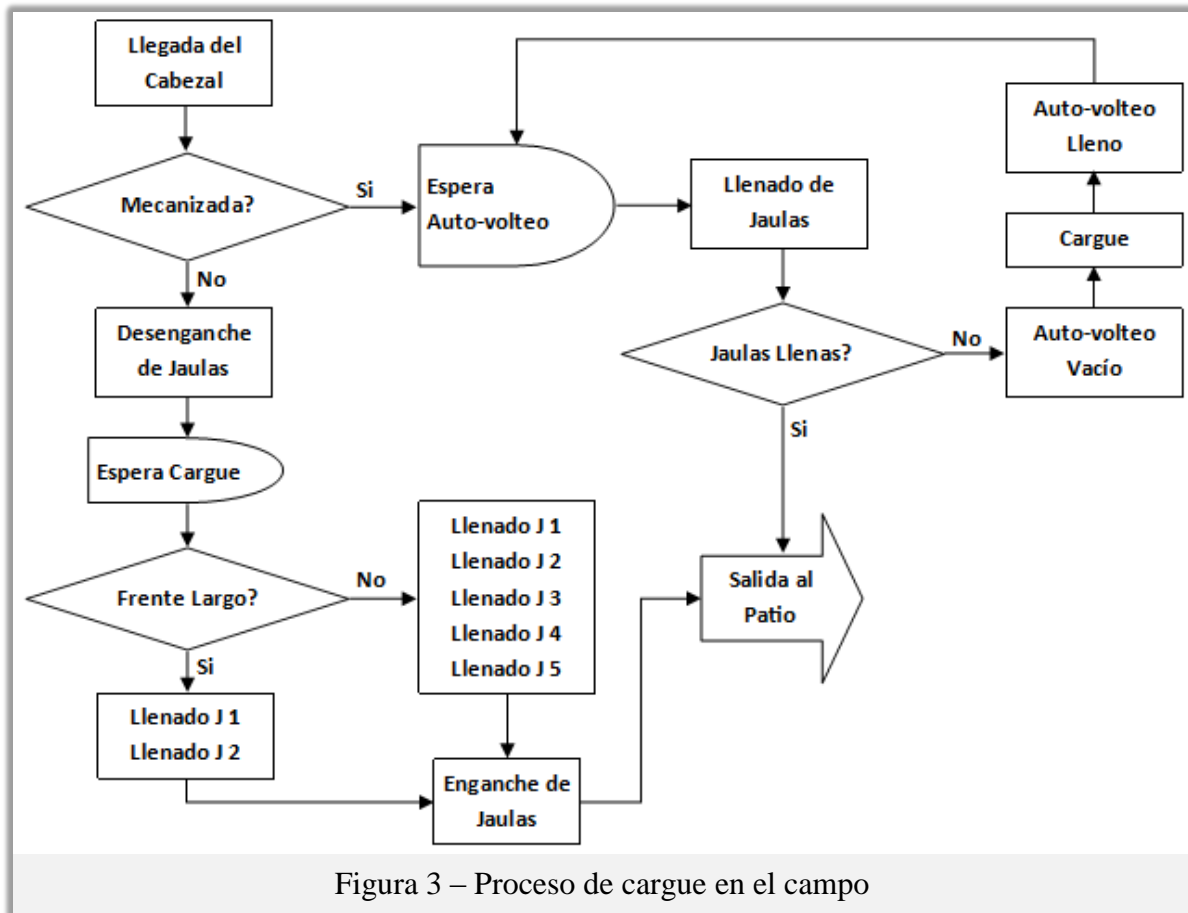 Llegada del
Cabezal
Mecanizada?
Si
No
Espera
Auto-volteo
Llenado de
Jaulas
Jaulas Llenas?
No
Si
Auto-volteo
Vacío
Cargue
Auto-volteo
Lleno
Desenganche
de Jaulas
Espera Cargue
Frente Largo?
No
Si
Llenado J 1
Llenado J 2
Llenado J 3
Llenado J 4
Llenado J 5
Llenado J 1
Llenado J 2
Enganche de
Jaulas
Salida al
Patio
Figura 3 – Proceso de cargue en el campo